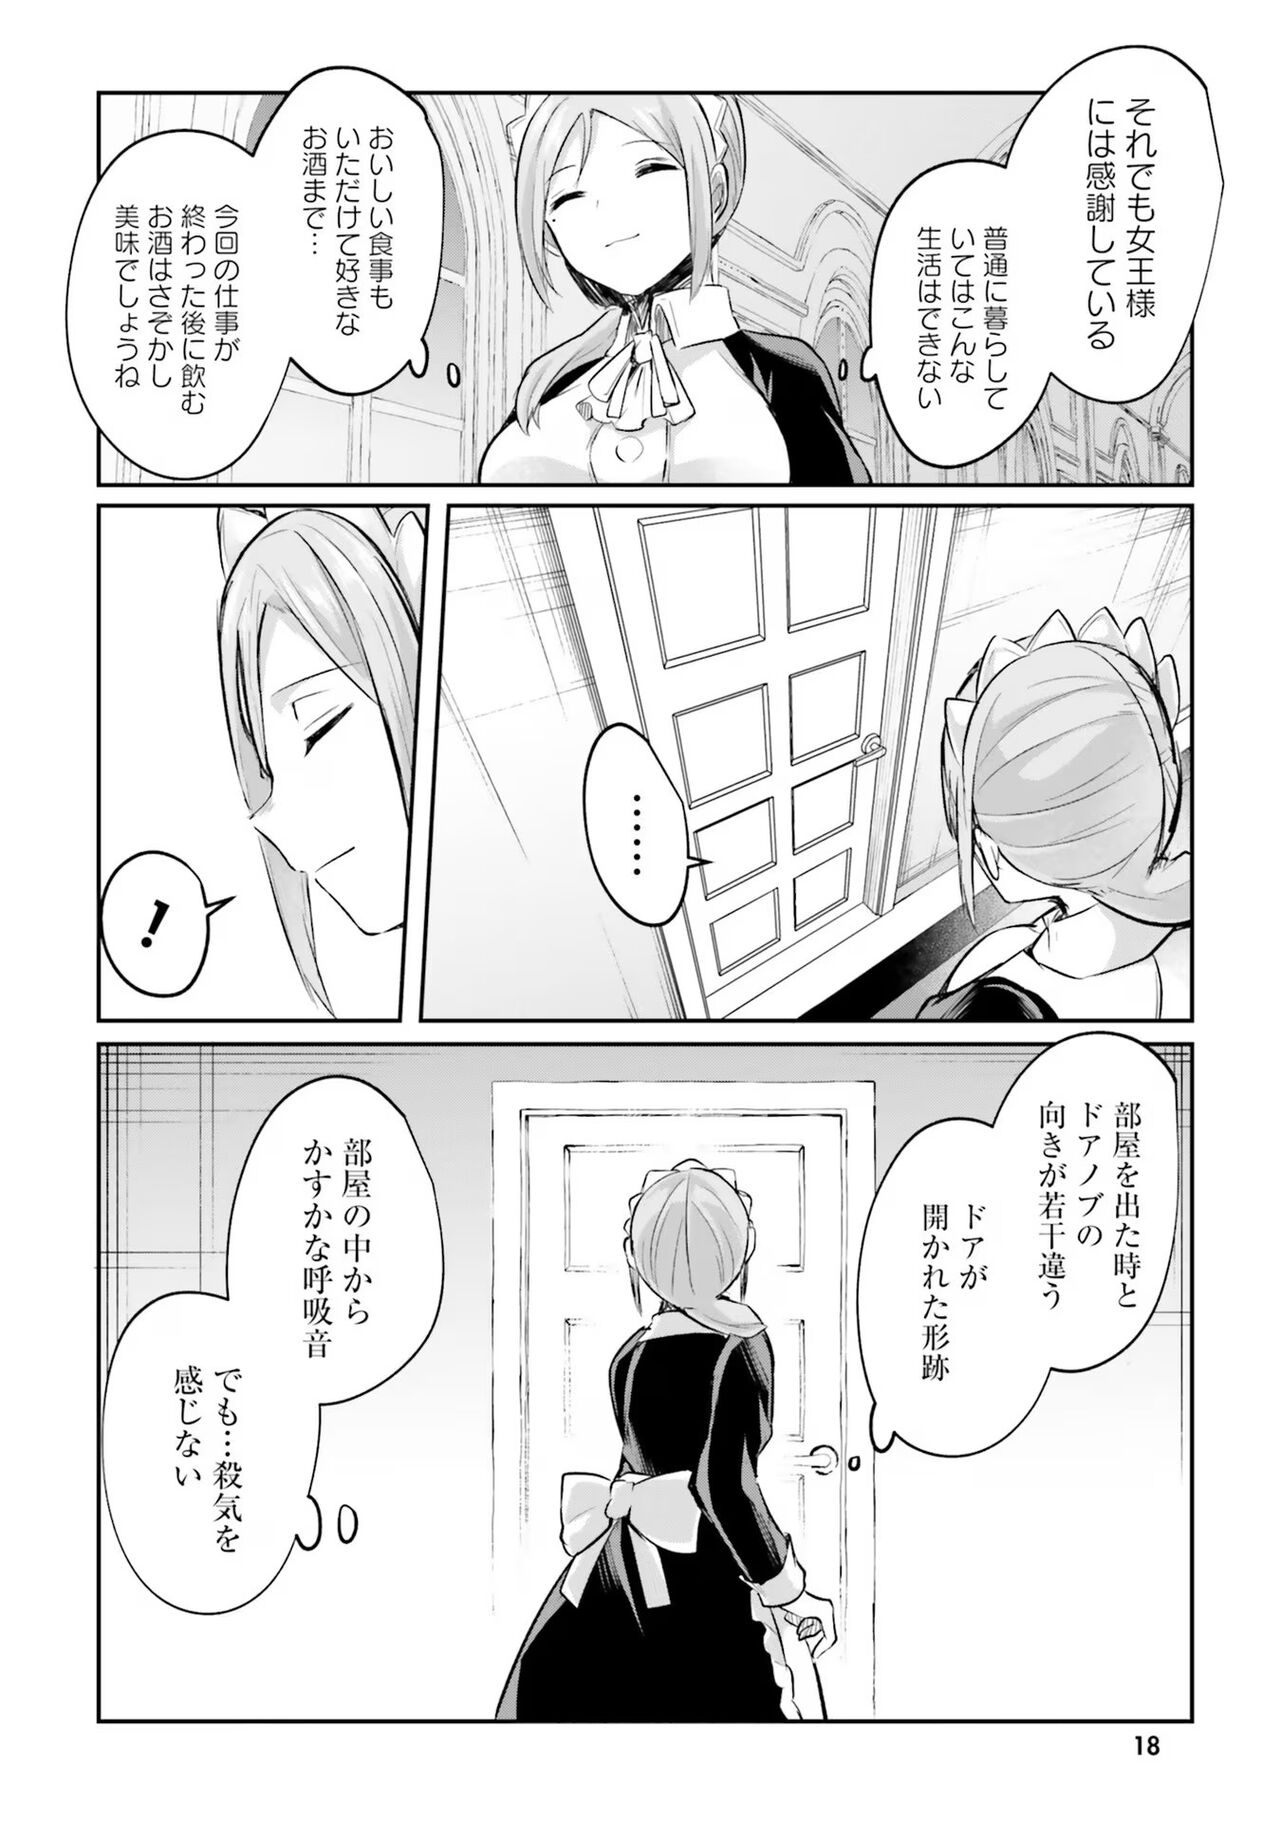 それでも女王様
には感謝している
普通に暮らして
いてはこんな
生活はできない
おいしい食事も
いただけて好きな
お酒まで…
今回の仕事が
終わった後に飲む
お酒はさぞかし
美味でしょうね
……
！
部屋を出た時と
ドアノブの
向きが若干違う
ドアが
開かれた形跡
部屋の中から
かすかな呼吸音
でも…殺気を
感じない
18